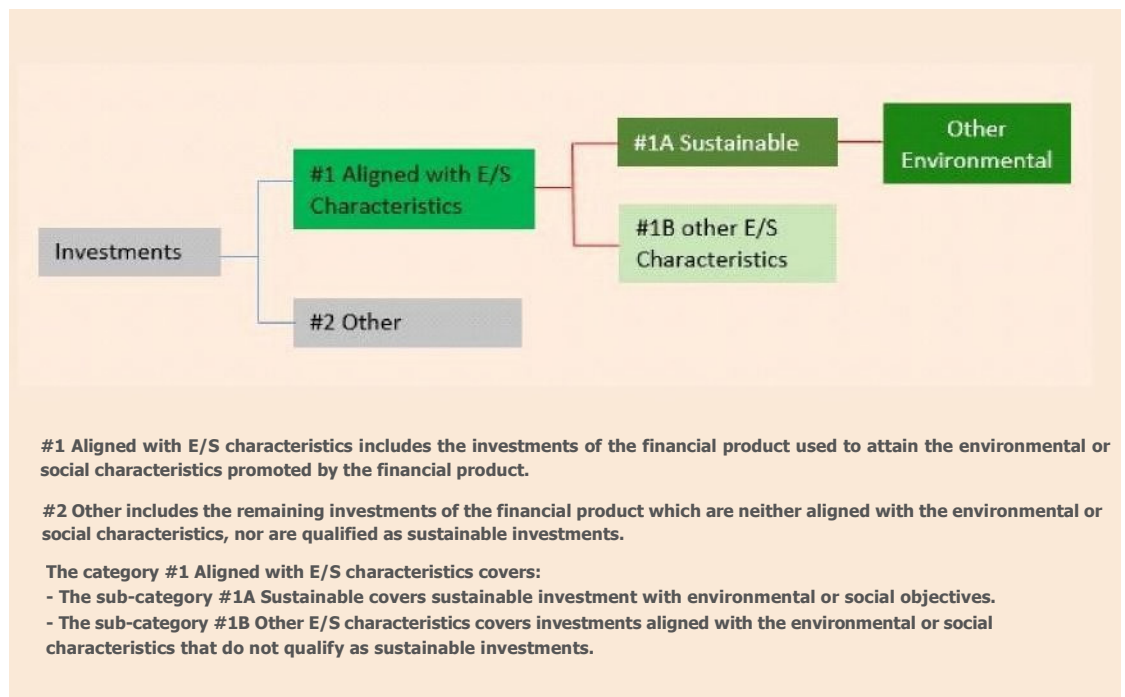 Other
Environmental
#1A Sustainable
#1 Aligned with E/S
Characteristics
#1B other E/S
Characteristics
Investments
#2 Other
#1 Aligned with E/S characteristics includes the investments of the financial product used to attain the environmental or
social characteristics promoted by the financial product.
#2 Other includes the remaining investments of the financial product which are neither aligned with the environmental or
social characteristics, nor are qualified as sustainable investments.
The category #1 Aligned with E/S characteristics covers:
- The sub-category #1A Sustainable covers sustainable investment with environmental or social objectives.
- The sub-category #1B Other E/S characteristics covers investments aligned with the environmental or social
characteristics that do not qualify as sustainable investments.